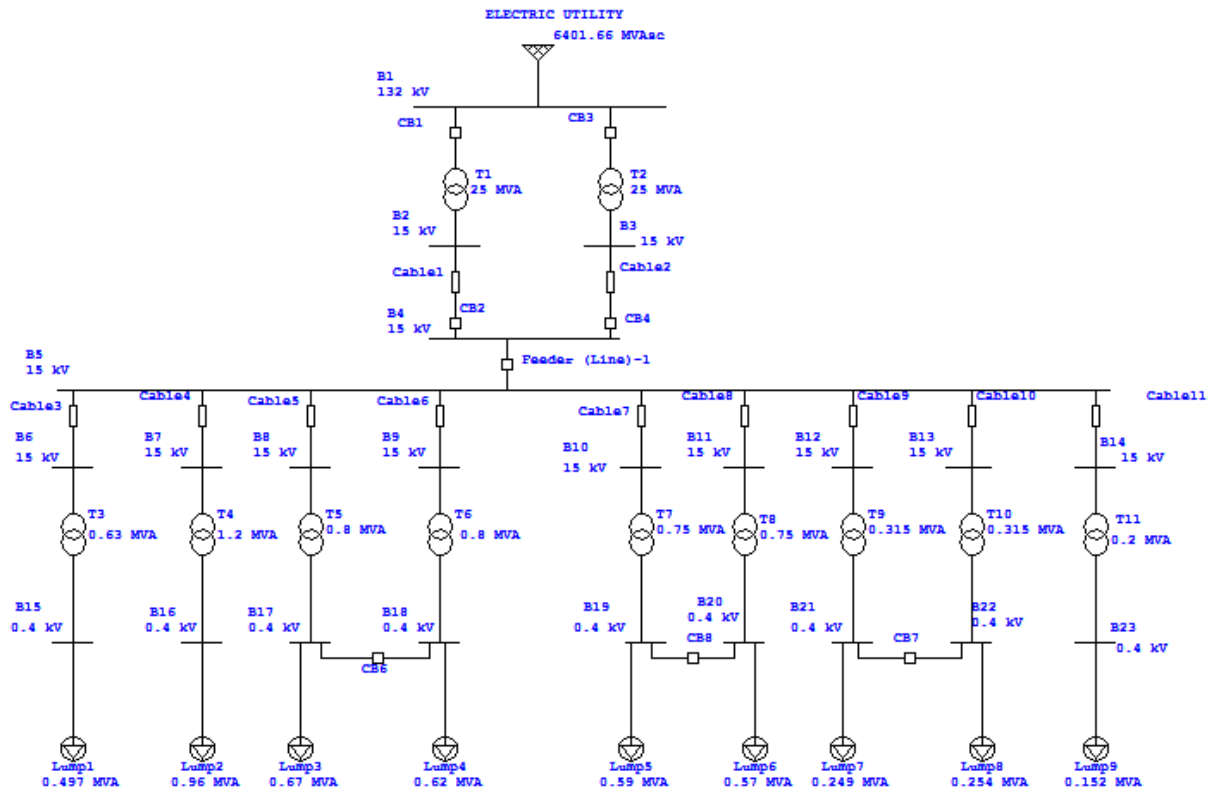 ELECTRIC UTILITY
6401.66 MVAsc
B1
132 kV
CB1
CB3
T1
25 MVA
T2
25 MVA
B2
15 kV
B3
15 kV
Cable1
Cable2
CB2
CB4
B4
15 kV
Feeder (Line)-1
B5
15 kV
Cable3
Cable4
Cable5
Cable6
Cable7
Cable8
Cable9
Cable10
Cable11
B6
15 kV
B7
15 kV
B8
15 kV
B9
15 kV
B10
15 kV
B11
15 kV
B12
15 kV
B13
15 kV
B14
15 kV
T3
0.63 MVA
T4
1.2 MVA
T5
0.8 MVA
T6
0.8 MVA
T7
0.75 MVA
T8
0.75 MVA
T9
0.315 MVA
T10
0.315 MVA
T11
0.2 MVA
B15
0.4 kV
B16
0.4 kV
B17
0.4 kV
B18
0.4 kV
B19
0.4 kV
B20
0.4 kV
B21
0.4 kV
B22
0.4 kV
B23
0.4 kV
CB6
CB8
CB7
Lump1
0.497 MVA
Lump2
0.96 MVA
Lump3
0.67 MVA
Lump4
0.62 MVA
Lump5
0.59 MVA
Lump6
0.57 MVA
Lump7
0.249 MVA
Lump8
0.254 MVA
Lump9
0.152 MVA